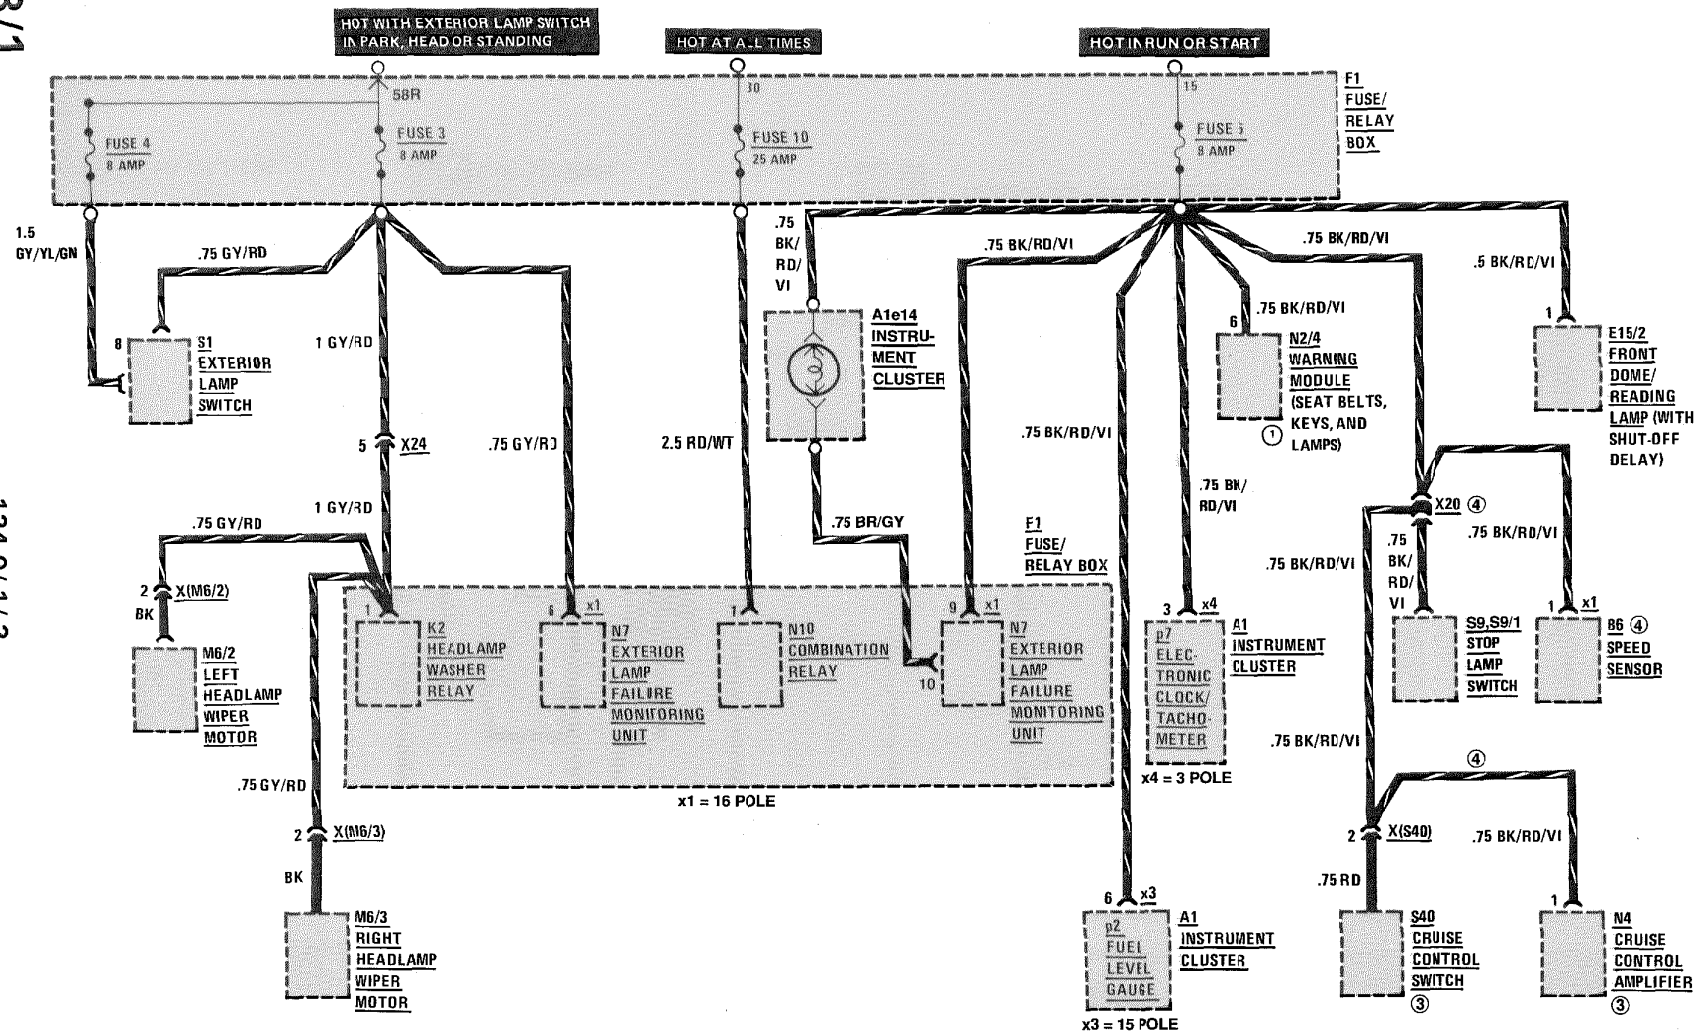 HOT WITH EXTERIOR LAMP SWITCH
IN PARK, HEAD OR STANDING
HOT AT ALL TIMES
HOT IN RUN OR START
58R
30
15
F1
FUSE/
RELAY
BOX
FUSE 4
8 AMP
FUSE 3
8 AMP
FUSE 10
25 AMP
FUSE
8 AMP
1.5
GY/YL/GN
.75 GY/RD
.75
BK/
RD/
VI
.75 BK/RD/VI
.75 BK/RD/VI
.5 BK/RD/VI
.75 BK/RD/VI
8
S1
EXTERIOR
LAMP
SWITCH
1 GY/RD
A1e14
INSTRU-
MENT
CLUSTER
6
N2/4
WARNING
MODULE
(SEAT BELTS,
KEYS, AND
LAMPS)
①
1
E15/2
FRONT
DOME/
READING
LAMP (WITH
SHUT-OFF
DELAY)
5
X24
.75 GY/RD
2.5 RD/WT
.75 BK/RD/VI
.75 BK/
RD/VI
1 GY/RD
.75 GY/RD
.75 BR/GY
F1
FUSE/
RELAY BOX
X20 ④
.75 BK/RD/VI
.75
BK/
RD/
VI
.75 BK/RD/VI
2
X(M6/2)
BK
M6/2
LEFT
HEADLAMP
WIPER
MOTOR
1
K2
HEADLAMP
WASHER
RELAY
6
x1
N7
EXTERIOR
LAMP
FAILURE
MONITORING
UNIT
1
N10
COMBINATION
RELAY
9
x1
10
N7
EXTERIOR
LAMP
FAILURE
MONITORING
UNIT
x1 = 16 POLE
3
x4
p7
ELEC-
TRONIC
CLOCK/
TACHO-
METER
A1
INSTRUMENT
CLUSTER
x4 = 3 POLE
S9,S9/1
STOP
LAMP
SWITCH
1
x1
B6 ④
SPEED
SENSOR
.75 GY/RD
2
X(M6/3)
BK
M6/3
RIGHT
HEADLAMP
WIPER
MOTOR
.75 BK/RD/VI
④
2
X(S40)
.75 BK/RD/VI
.75 RD
6
x3
p2
FUEL
LEVEL
GAUGE
A1
INSTRUMENT
CLUSTER
x3 = 15 POLE
S40
CRUISE
CONTROL
SWITCH
③
1
N4
CRUISE
CONTROL
AMPLIFIER
③